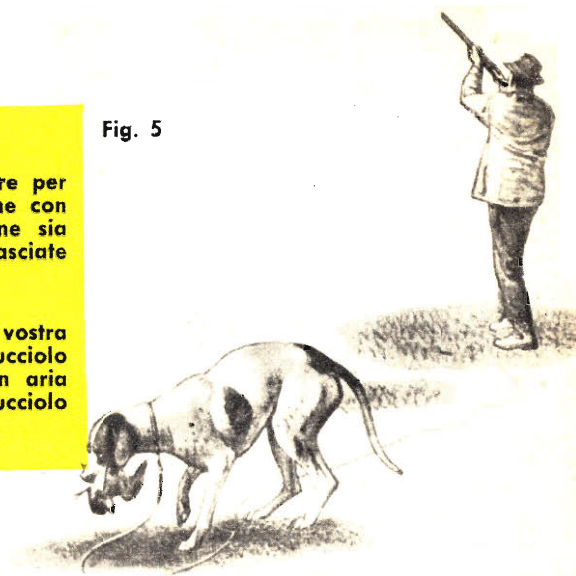 Fig. 5
re per
ne con
ne sia
asciate
vostra
ucciolo
n aria
ucciolo